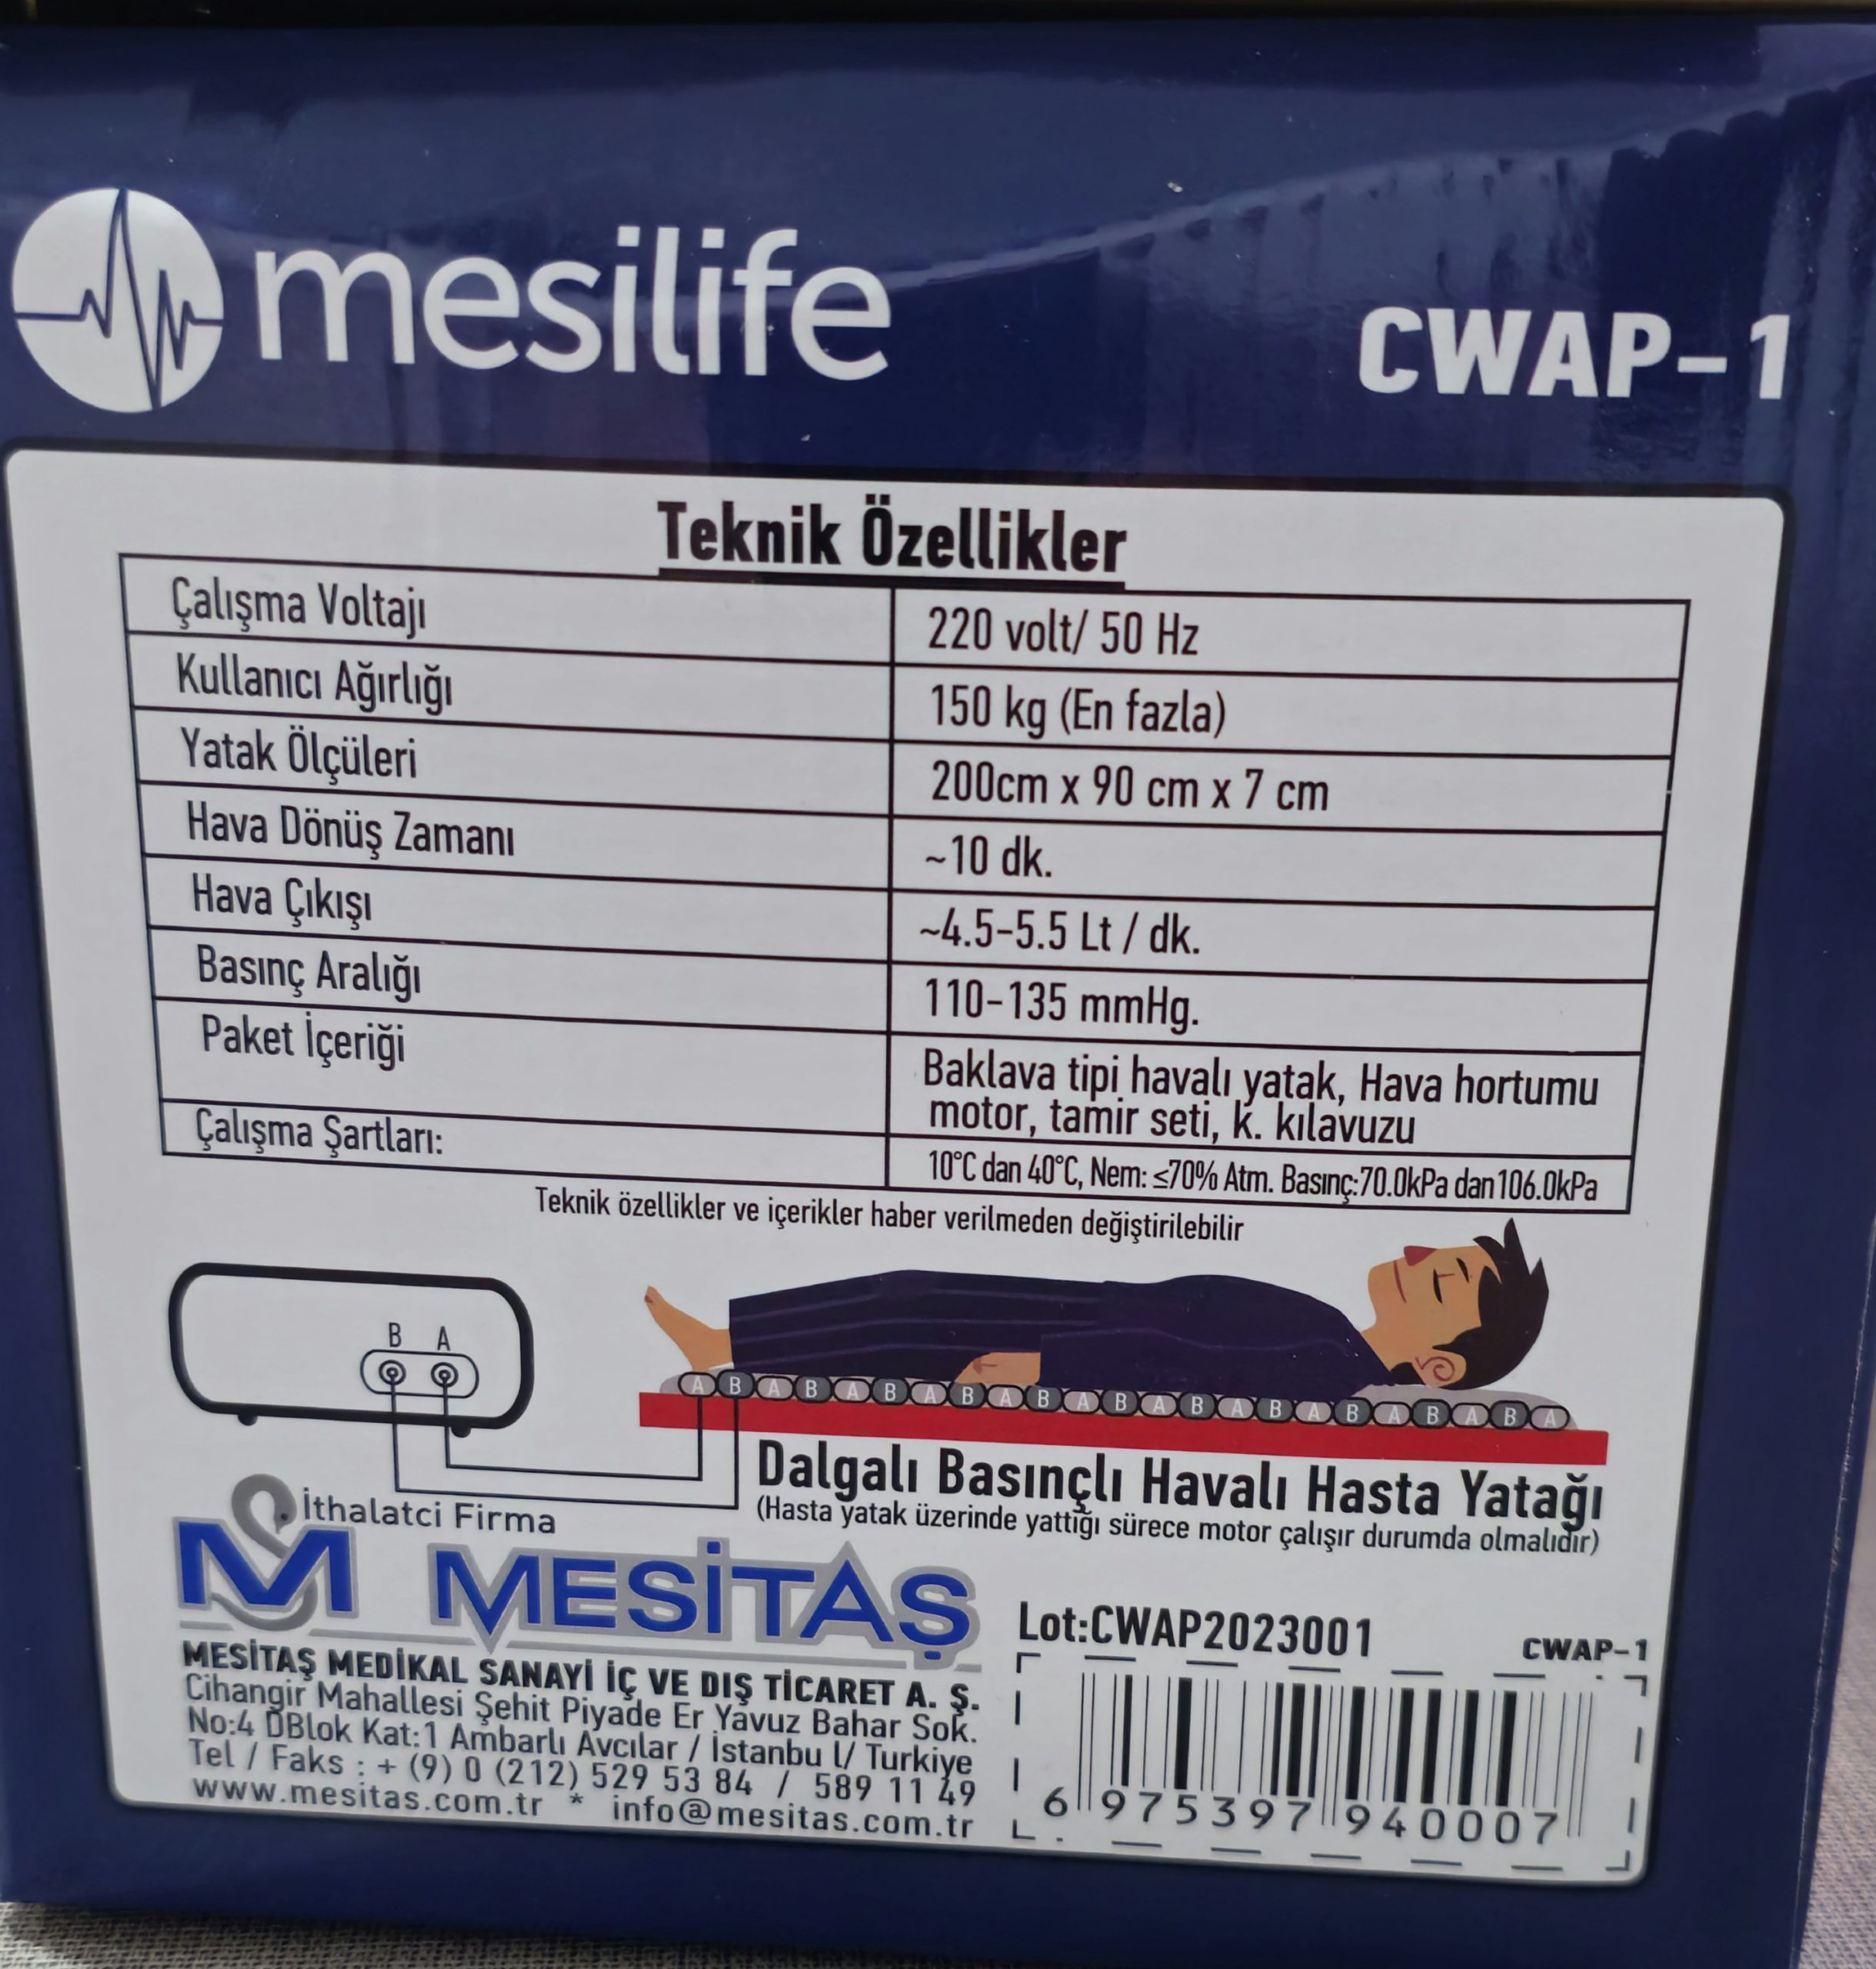 mesilife
CWAP-1
Teknik Özellikler
Çalışma Voltajı 220 volt/ 50 Hz
Kullanıcı Ağırlığı 150 kg (En fazla)
Yatak Ölçüleri 200cm x 90 cm x 7 cm
Hava Dönüş Zamanı ~10 dk.
Hava Çıkışı ~4.5-5.5 Lt / dk.
Basınç Aralığı 110-135 mmHg.
Paket İçeriği Baklava tipi havalı yatak, Hava hortumu
motor, tamir seti, k. kılavuzu
Çalışma Şartları: 10°C dan 40°C, Nem: ≤70% Atm. Basınç:70.0kPa dan106.0kPa
Teknik özellikler ve içerikler haber verilmeden değiştirilebilir
B A
A B A B A B A B A B A B A B A B A B A B A B A
Dalgalı Basınçlı Havalı Hasta Yatağı
(Hasta yatak üzerinde yattığı sürece motor çalışır durumda olmalıdır)
İthalatci Firma
M MESİTAŞ
MESİTAŞ MEDİKAL SANAYİ İÇ VE DIŞ TİCARET A. Ş.
Cihangir Mahallesi Şehit Piyade Er Yavuz Bahar Sok.
No:4 DBlok Kat:1 Ambarlı Avcılar / İstanbu l/ Turkiye
Tel / Faks : + (9) 0 (212) 529 53 84 / 589 11 49
www.mesitas.com.tr * info@mesitas.com.tr
Lot:CWAP2023001
CWAP-1
6 975397 940007